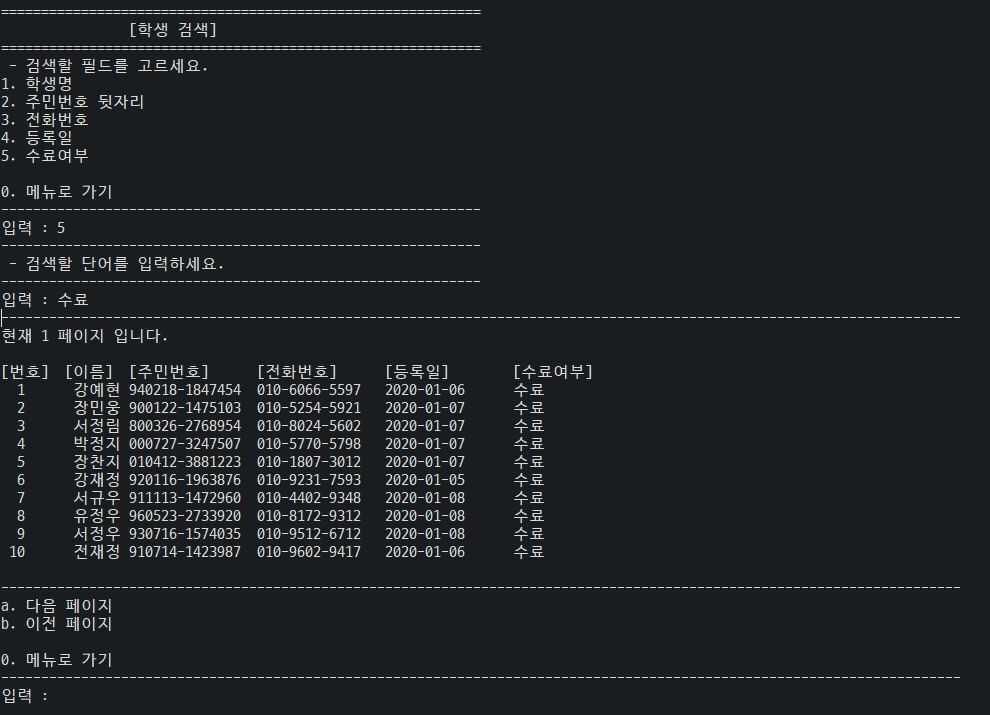 ============================================================
[학생 검색]
============================================================
- 검색할 필드를 고르세요.
1. 학생명
2. 주민번호 뒷자리
3. 전화번호
4. 등록일
5. 수료여부
0. 메뉴로 가기
------------------------------------------------------------
입력 : 5
------------------------------------------------------------
- 검색할 단어를 입력하세요.
------------------------------------------------------------
입력 : 수료
------------------------------------------------------------------------------------------------------------------------
현재 1 페이지 입니다.
[번호] [이름] [주민번호] [전화번호] [등록일] [수료여부]
1 강예현 940218-1847454 010-6066-5597 2020-01-06 수료
2 장민웅 900122-1475103 010-5254-5921 2020-01-07 수료
3 서정림 800326-2768954 010-8024-5602 2020-01-07 수료
4 박정지 000727-3247507 010-5770-5798 2020-01-07 수료
5 장찬지 010412-3881223 010-1807-3012 2020-01-07 수료
6 강재정 920116-1963876 010-9231-7593 2020-01-05 수료
7 서규우 911113-1472960 010-4402-9348 2020-01-08 수료
8 유정우 960523-2733920 010-8172-9312 2020-01-08 수료
9 서정우 930716-1574035 010-9512-6712 2020-01-08 수료
10 전재정 910714-1423987 010-9602-9417 2020-01-06 수료
------------------------------------------------------------------------------------------------------------------------
a. 다음 페이지
b. 이전 페이지
0. 메뉴로 가기
------------------------------------------------------------------------------------------------------------------------
입력 :